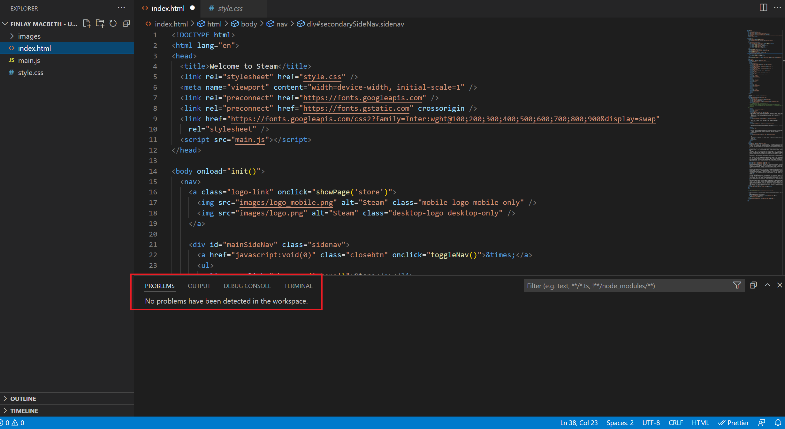 EXPLORER
FINLAY MACBETH - U...
images
index.html
main.js
style.css
OUTLINE
TIMELINE
index.html
style.css
index.html > html > body > nav > div#secondarySideNav.sidenav
1 <!DOCTYPE html>
2 <html lang="en">
3 <head>
4 <title>Welcome to Steam</title>
5 <link rel="stylesheet" href="style.css" />
6 <meta name="viewport" content="width=device-width, initial-scale=1" />
7 <link rel="preconnect" href="https://fonts.googleapis.com" />
8 <link rel="preconnect" href="https://fonts.gstatic.com" crossorigin />
9 <link href="https://fonts.googleapis.com/css2?family=Inter:wght@100;200;300;400;500;600;700;800;900&display=swap"
10 rel="stylesheet" />
11 <script src="main.js"></script>
12 </head>
13
14 <body onload="init()">
15 <nav>
16 <a class="logo-link" onclick="showPage('store')">
17 <img src="images/logo_mobile.png" alt="Steam" class="mobile-logo mobile-only" />
18 <img src="images/logo.png" alt="Steam" class="desktop-logo desktop-only" />
19 </a>
20
21 <div id="mainSideNav" class="sidenav">
22 <a href="javascript:void(0)" class="closebtn" onclick="toggleNav()">&times;</a>
23 <ul>
PROBLEMS OUTPUT DEBUG CONSOLE TERMINAL
Filter (e.g. text, **/*.ts, !**/node_modules/**)
No problems have been detected in the workspace.
0 0
Ln 38, Col 23 Spaces: 2 UTF-8 CRLF HTML Prettier